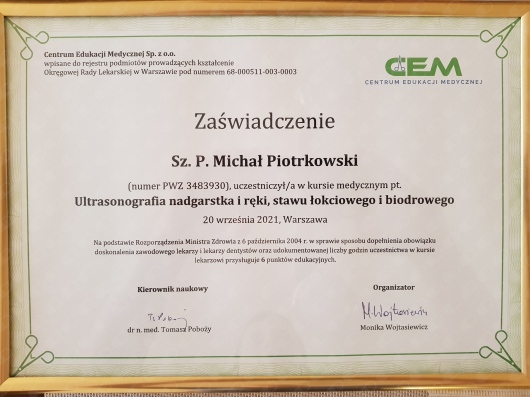 Centrum Edukacji Medycznej Sp. z o.o.
wpisane do rejestru podmiotów prowadzących kształcenie
Okręgowej Rady Lekarskiej w Warszawie pod numerem 68-000511-003-0003
CEM
CENTRUM EDUKACJI MEDYCZNEJ
Zaświadczenie
Sz. P. Michał Piotrkowski
(numer PWZ 3483930), uczestniczył/a w kursie medycznym pt.
Ultrasonografia nadgarstka i ręki, stawu łokciowego i biodrowego
20 września 2021, Warszawa
Na podstawie Rozporządzenia Ministra Zdrowia z 6 października 2004 r. w sprawie sposobu dopełnienia obowiązku
doskonalenia zawodowego lekarzy i lekarzy dentystów oraz udokumentowanej liczby godzin uczestnictwa w kursie
lekarzowi przysługuje 6 punktów edukacyjnych.
Kierownik naukowy
dr n. med. Tomasz Poboży
Organizator
M. Wojtasiewicz
Monika Wojtasiewicz